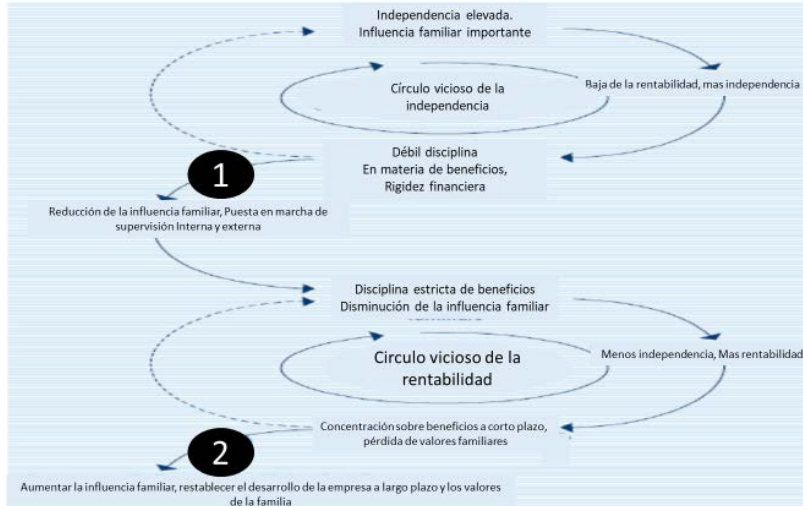 Independencia elevada.
Influencia familiar importante
Círculo vicioso de la
independencia
Baja de la rentabilidad, mas independencia
Débil disciplina
En materia de beneficios,
Rigidez financiera
1
Reducción de la influencia familiar, Puesta en marcha de
supervisión Interna y externa
Disciplina estricta de beneficios
Disminución de la influencia familiar
Circulo vicioso de la
rentabilidad
Menos independencia, Mas rentabilidad
Concentración sobre beneficios a corto plazo,
pérdida de valores familiares
2
Aumentar la influencia familiar, restablecer el desarrollo de la empresa a largo plazo y los valores
de la familia